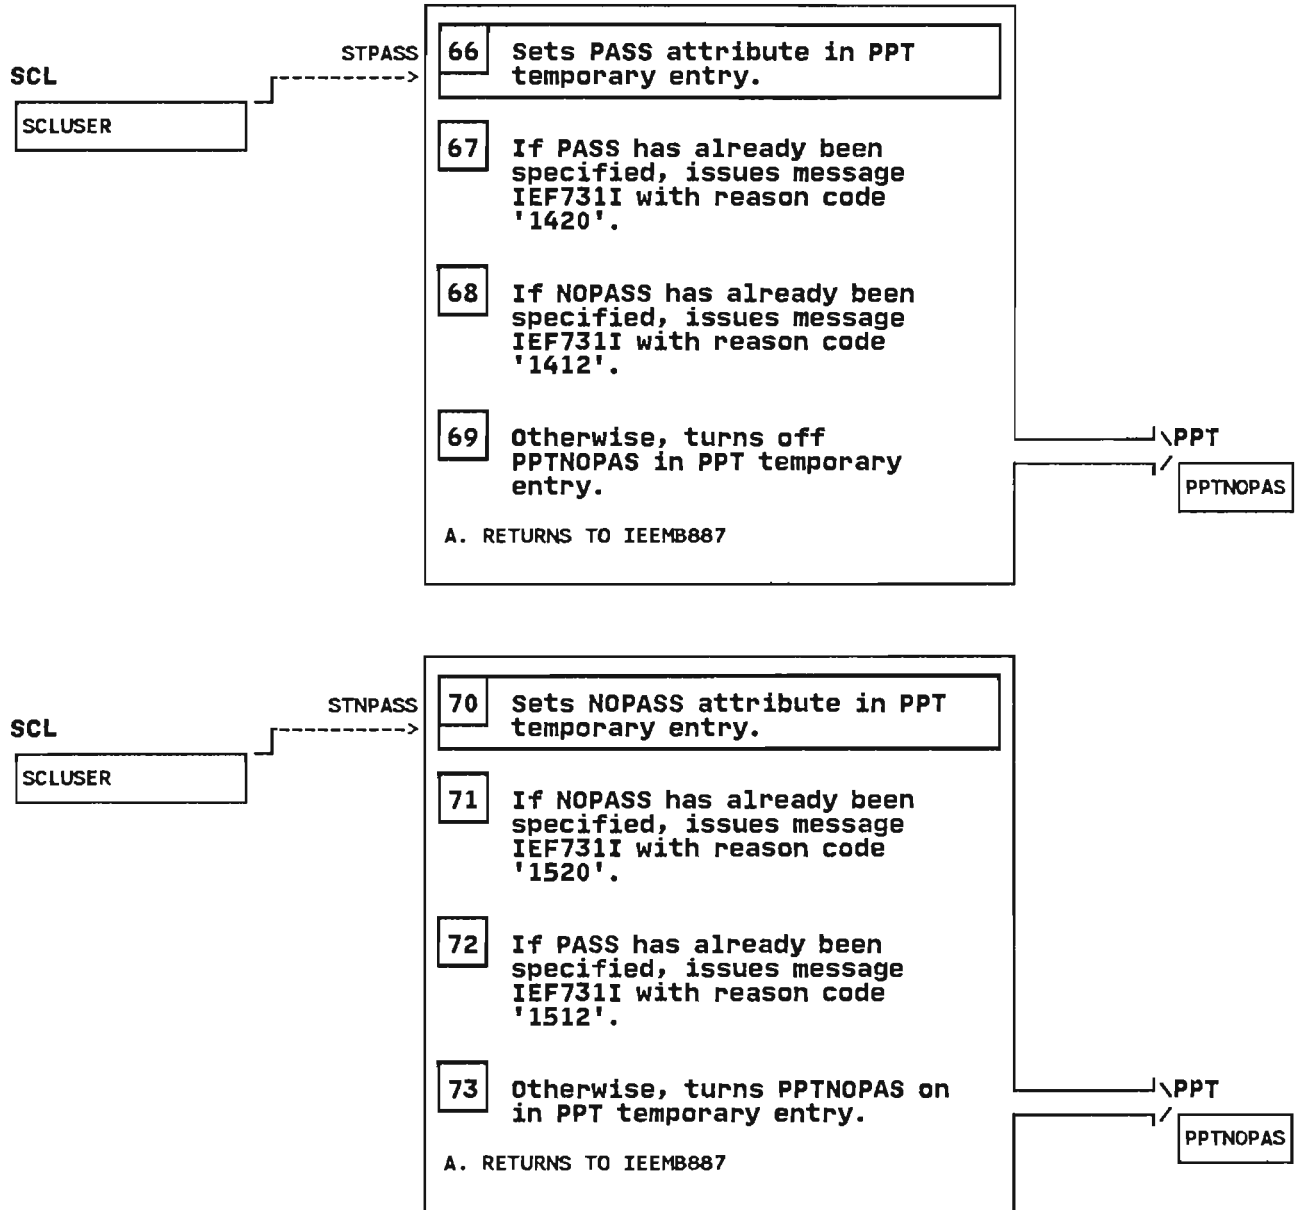 STPASS
SCL
SCLUSER
66 Sets PASS attribute in PPT
temporary entry.
67 If PASS has already been
specified, issues message
IEF731I with reason code
'1420'.
68 If NOPASS has already been
specified, issues message
IEF731I with reason code
'1412'.
69 Otherwise, turns off
PPTNOPAS in PPT temporary
entry.
PPT
PPTNOPAS
A. RETURNS TO IEEMB887
STNPASS
SCL
SCLUSER
70 Sets NOPASS attribute in PPT
temporary entry.
71 If NOPASS has already been
specified, issues message
IEF731I with reason code
'1520'.
72 If PASS has already been
specified, issues message
IEF731I with reason code
'1512'.
73 Otherwise, turns PPTNOPAS on
in PPT temporary entry.
PPT
PPTNOPAS
A. RETURNS TO IEEMB887